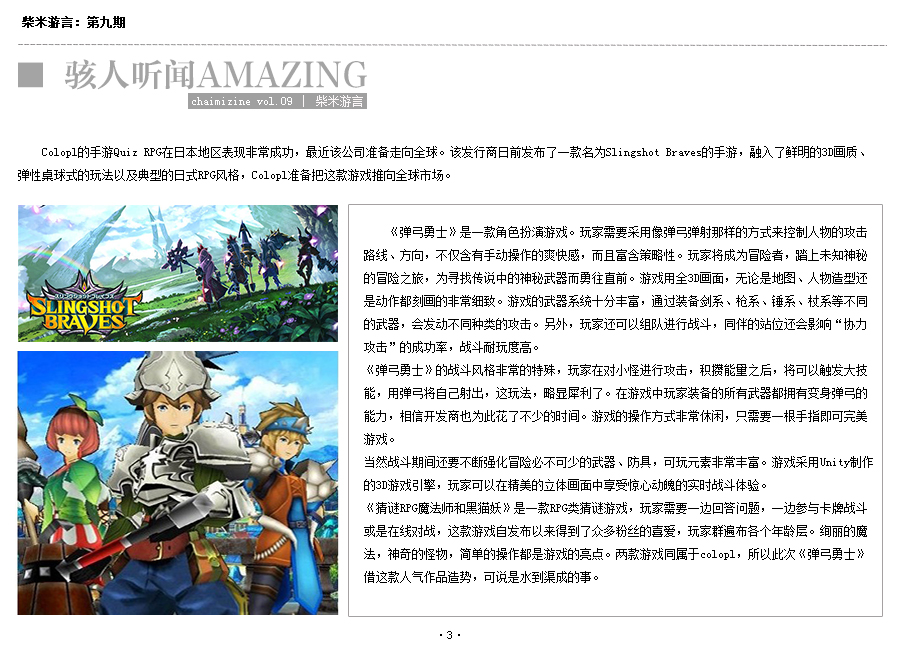 柴米游言：第九期
骇人听闻AMAZING
chaimizine vol.09 | 柴米游言
Colopl的手游Quiz RPG在日本地区表现非常成功，最近该公司准备走向全球。该发行商日前发布了一款名为Slingshot Braves的手游，融入了鲜明的3D画质、
弹性桌球式的玩法以及典型的日式RPG风格，Colopl准备把这款游戏推向全球市场。
スリングショットブレイブズ
SLINGSHOT
BRAVES
《弹弓勇士》是一款角色扮演游戏。玩家需要采用像弹弓弹射那样的方式来控制人物的攻击
路线、方向，不仅含有手动操作的爽快感，而且富含策略性。玩家将成为冒险者，踏上未知神秘
的冒险之旅，为寻找传说中的神秘武器而勇往直前。游戏用全3D画面，无论是地图、人物造型还
是动作都刻画的非常细致。游戏的武器系统十分丰富，通过装备剑系、枪系、锤系、杖系等不同
的武器，会发动不同种类的攻击。另外，玩家还可以组队进行战斗，同伴的站位还会影响“协力
攻击”的成功率，战斗耐玩度高。
《弹弓勇士》的战斗风格非常的特殊，玩家在对小怪进行攻击，积攒能量之后，将可以触发大技
能，用弹弓将自己射出，这玩法，略显犀利了。在游戏中玩家装备的所有武器都拥有变身弹弓的
能力，相信开发商也为此花了不少的时间。游戏的操作方式非常休闲，只需要一根手指即可完美
游戏。
当然战斗期间还要不断强化冒险必不可少的武器、防具，可玩元素非常丰富。游戏采用Unity制作
的3D游戏引擎，玩家可以在精美的立体画面中享受惊心动魄的实时战斗体验。
《猜谜RPG魔法师和黑猫妖》是一款RPG类猜谜游戏，玩家需要一边回答问题，一边参与卡牌战斗
或是在线对战，这款游戏自发布以来得到了众多粉丝的喜爱，玩家群遍布各个年龄层。绚丽的魔
法，神奇的怪物，简单的操作都是游戏的亮点。两款游戏同属于colopl，所以此次《弹弓勇士》
借这款人气作品造势，可说是水到渠成的事。
·3·